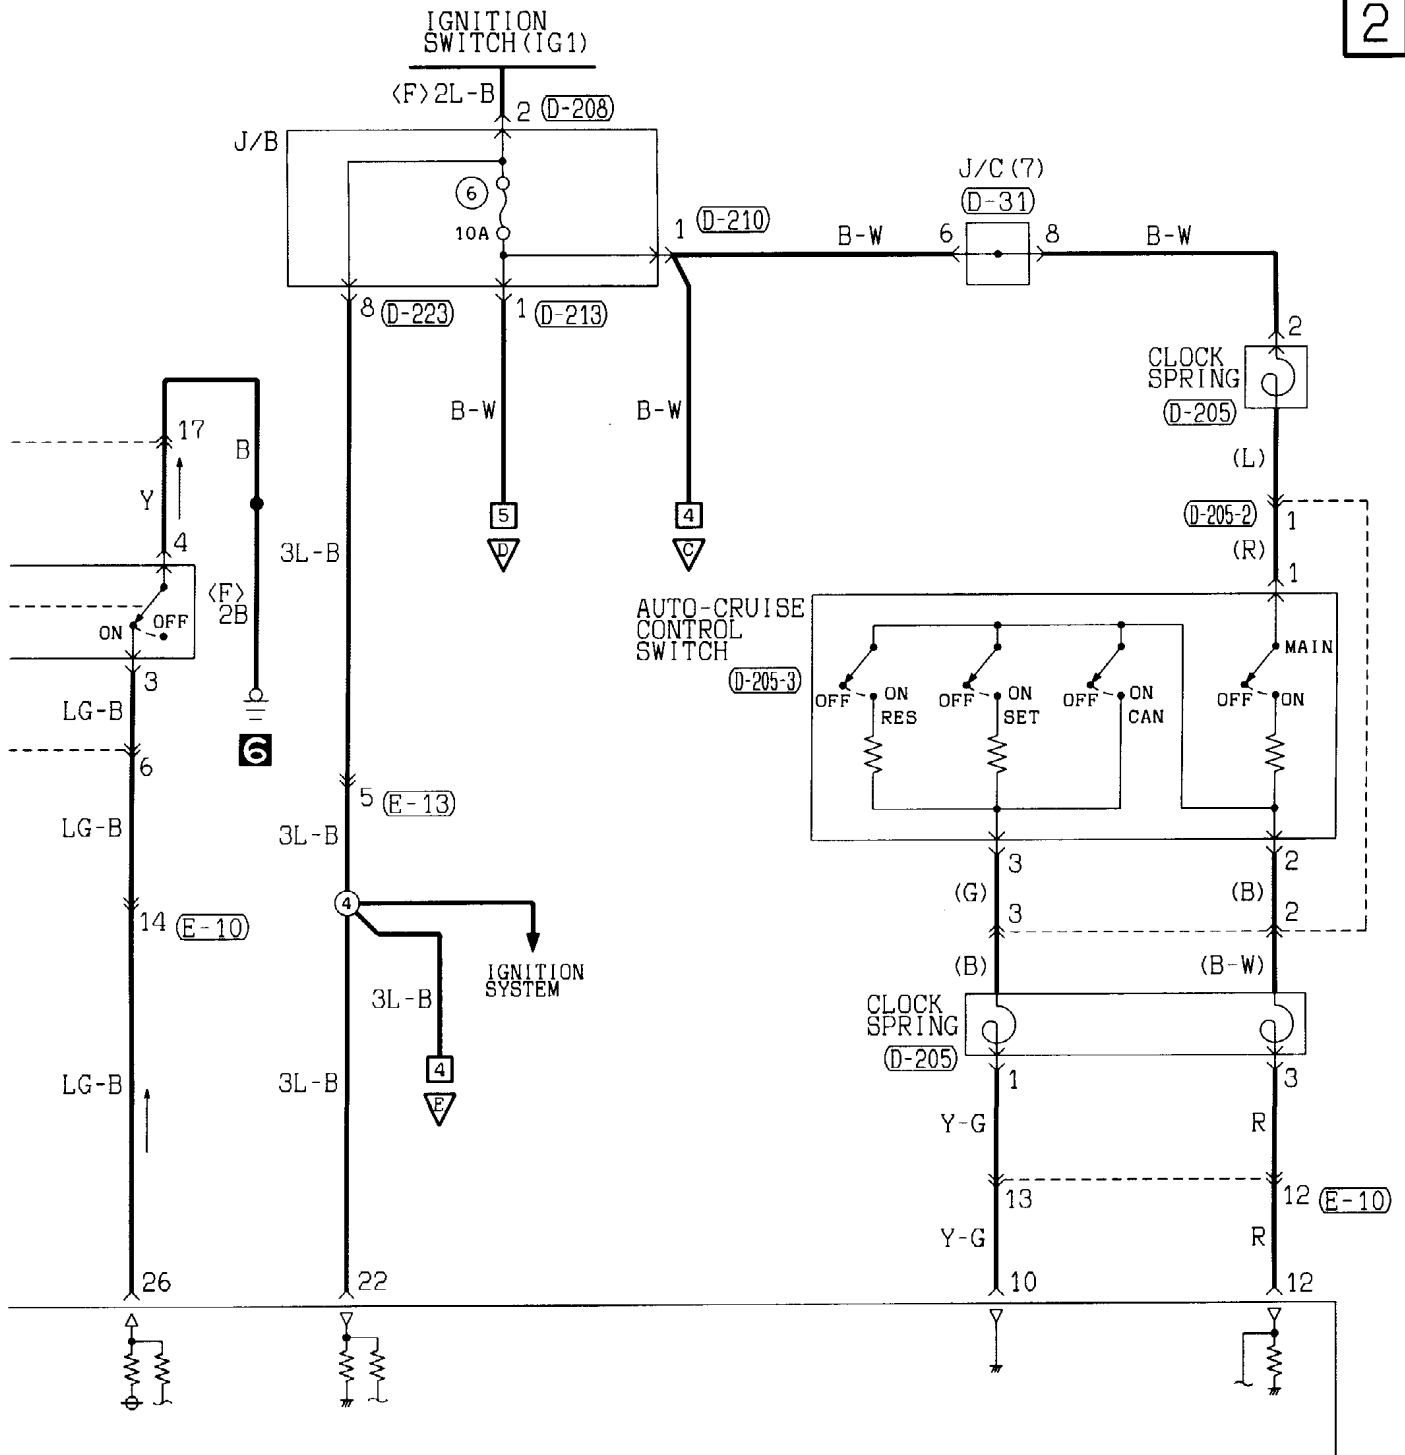 2
IGNITION
SWITCH(IG1)
<F>2L-B
2 (D-208)
J/B
6
10A
1 (D-210)
J/C(7)
(D-31)
B-W
6
8
B-W
8 (D-223)
1 (D-213)
2
CLOCK
SPRING
(D-205)
17
B
B-W
B-W
(L)
Y
5
4
(D-205-2)
1
4
3L-B
D
C
(R)
1
<F>
2B
ON
OFF
AUTO-CRUISE
CONTROL
SWITCH
(D-205-3)
MAIN
OFF
ON
RES
OFF
ON
SET
OFF
ON
CAN
OFF
ON
3
LG-B
6
6
5 (E-13)
LG-B
3L-B
3
2
(G)
(B)
3
2
4
14 (E-10)
IGNITION
SYSTEM
(B)
(B-W)
3L-B
CLOCK
SPRING
(D-205)
4
E
LG-B
3L-B
1
3
Y-G
R
13
12 (E-10)
Y-G
R
26
22
10
12